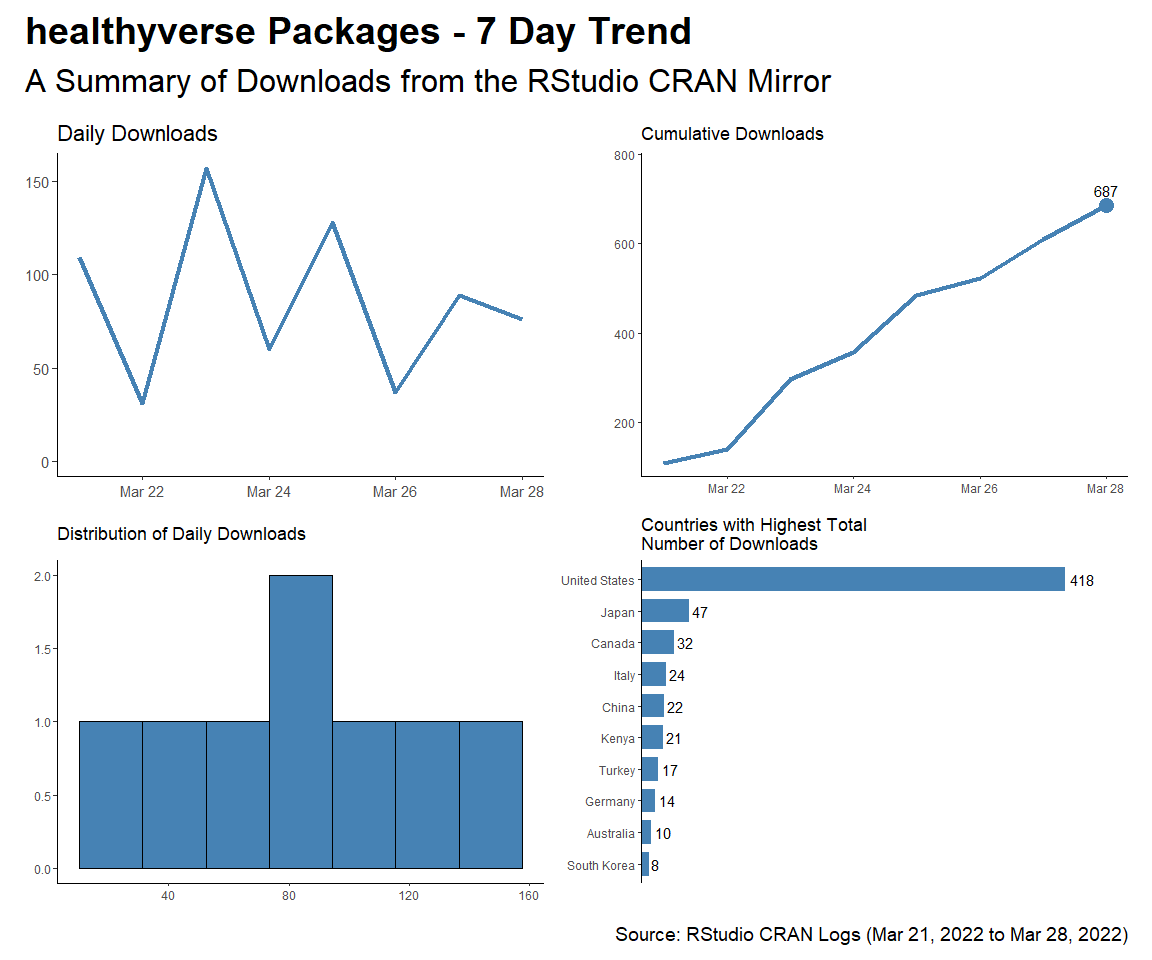 healthyverse Packages - 7 Day Trend
A Summary of Downloads from the RStudio CRAN Mirror
Daily Downloads
150
100
50
0
Mar 22 Mar 24 Mar 26 Mar 28
Cumulative Downloads
800
600
400
200
687
Mar 22 Mar 24 Mar 26 Mar 28
Distribution of Daily Downloads
2.0
1.5
1.0
0.5
0.0
40 80 120 160
Countries with Highest Total
Number of Downloads
United States 418
Japan 47
Canada 32
Italy 24
China 22
Kenya 21
Turkey 17
Germany 14
Australia 10
South Korea 8
Source: RStudio CRAN Logs (Mar 21, 2022 to Mar 28, 2022)